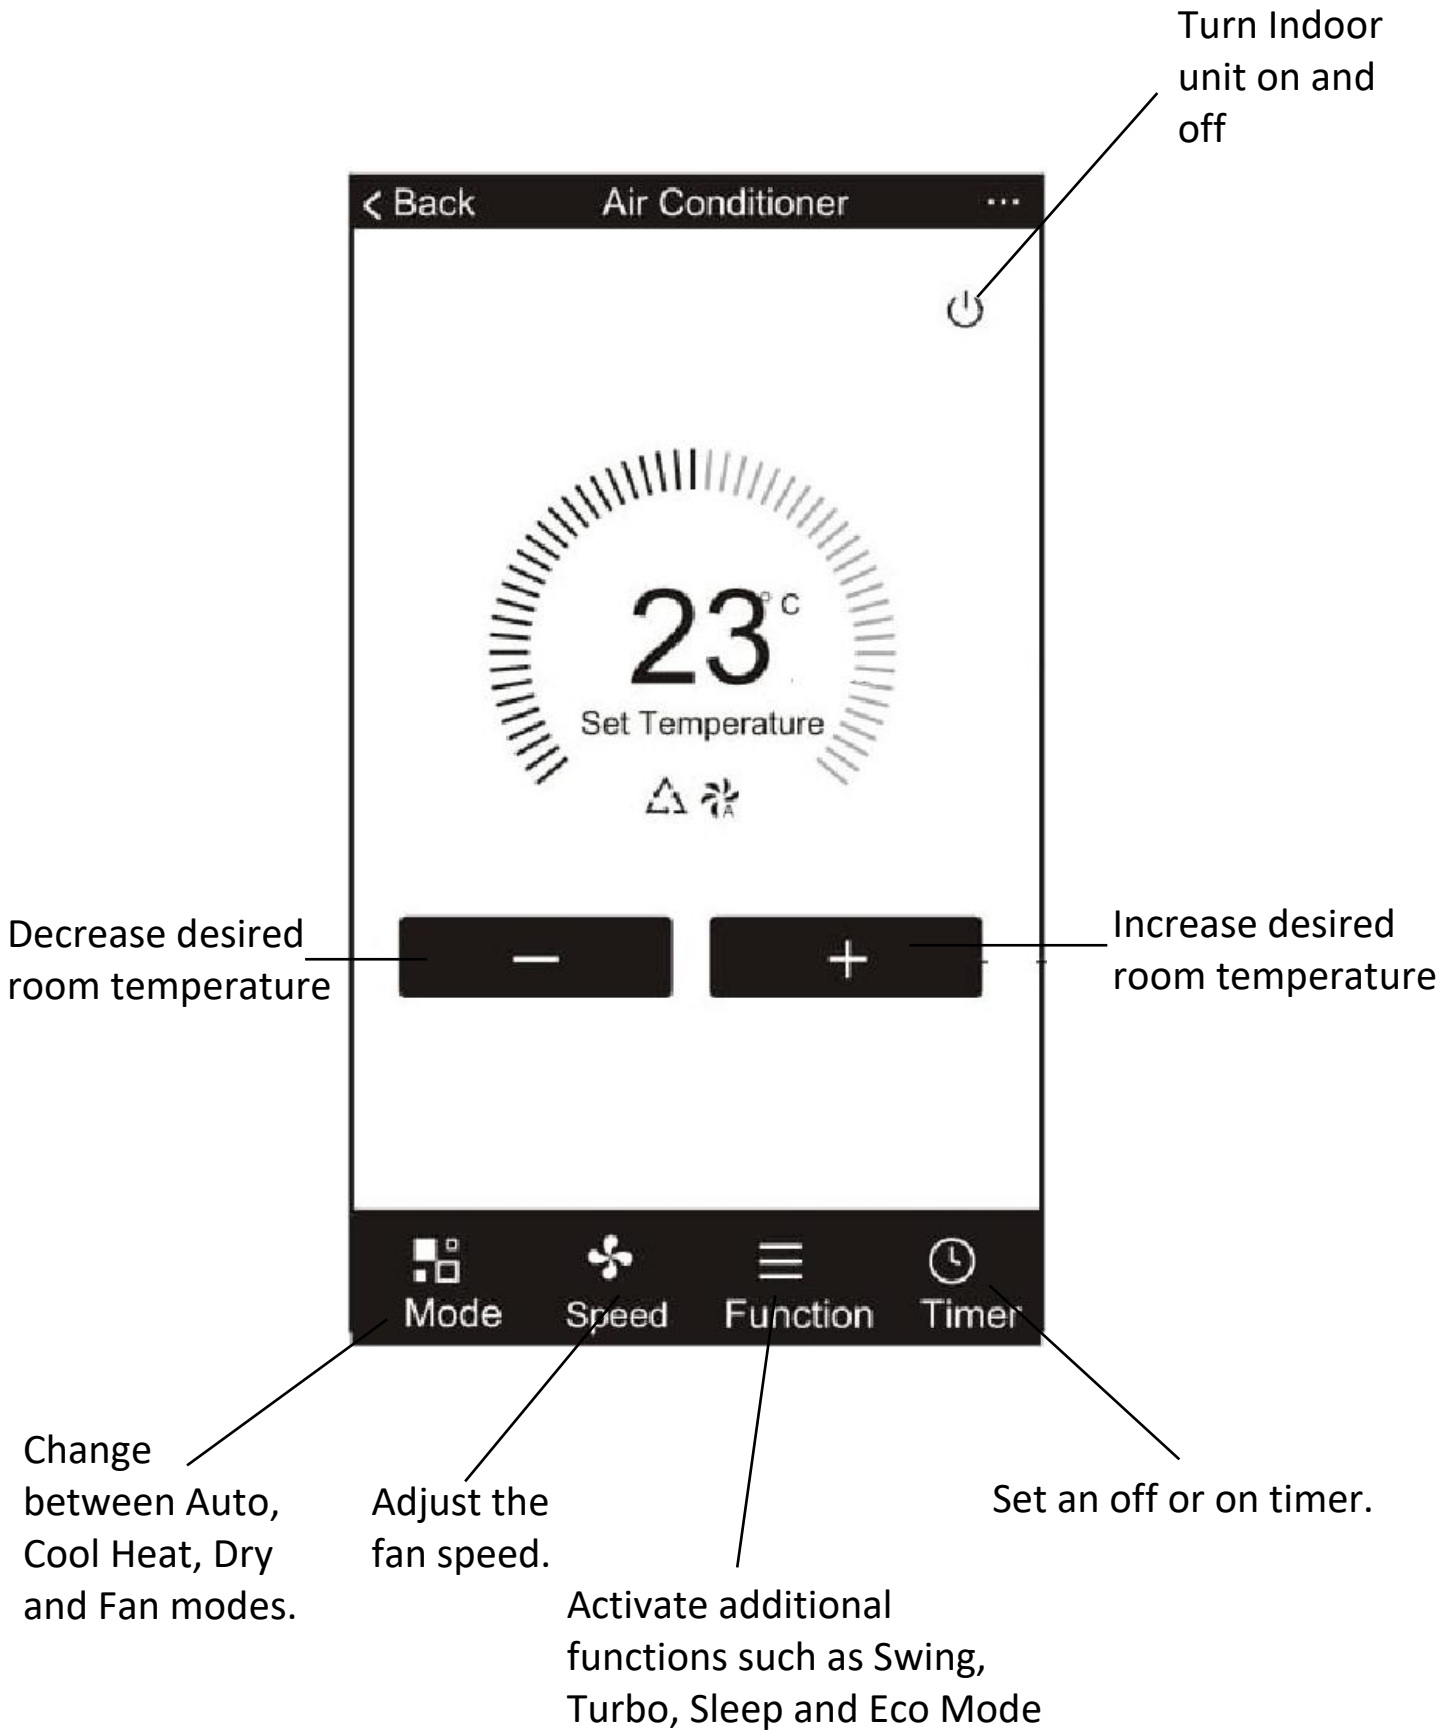 Turn Indoor
unit on and
off
< Back Air Conditioner ...
23° C
Set Temperature
A
Decrease desired
room temperature
−
+
Increase desired
room temperature
Mode Speed Function Timer
Change
between Auto,
Cool Heat, Dry
and Fan modes.
Adjust the
fan speed.
Activate additional
functions such as Swing,
Turbo, Sleep and Eco Mode
Set an off or on timer.